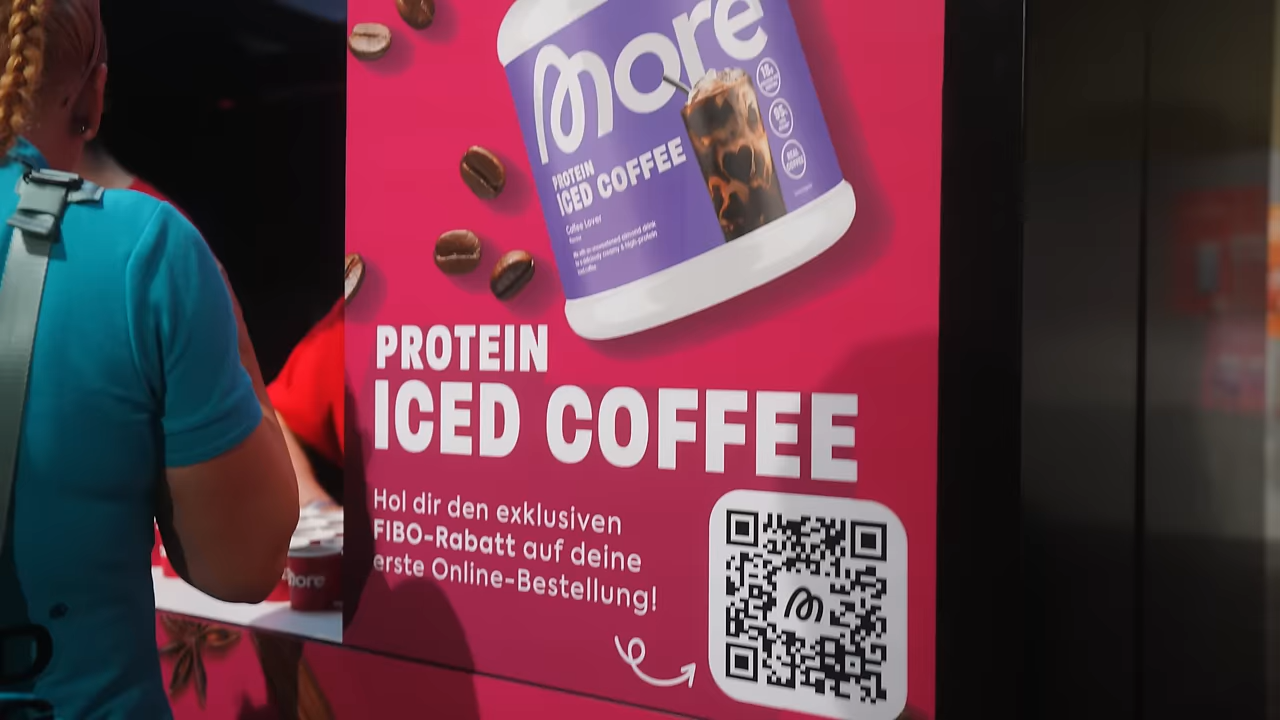 more
PROTEIN
ICED COFFEE
Coffee Lover
PROTEIN
ICED COFFEE
Hol dir den exklusiven
FIBO-Rabatt auf deine
erste Online-Bestellung!
more